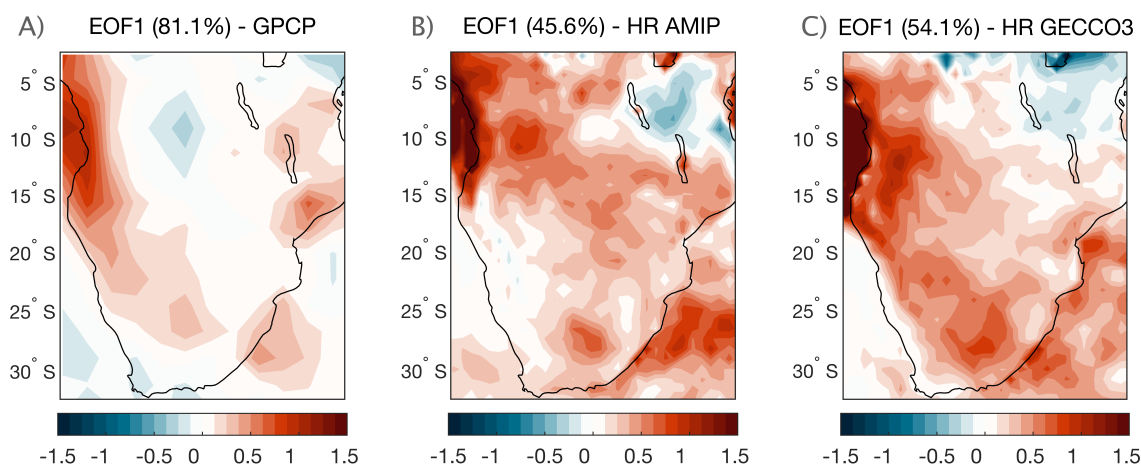 A) EOF1 (81.1%) - GPCP
B) EOF1 (45.6%) - HR AMIP
C) EOF1 (54.1%) - HR GECCO3
5° S
10° S
15° S
20° S
25° S
30° S
5° S
10° S
15° S
20° S
25° S
30° S
5° S
10° S
15° S
20° S
25° S
30° S
-1.5 -1 -0.5 0 0.5 1 1.5
-1.5 -1 -0.5 0 0.5 1 1.5
-1.5 -1 -0.5 0 0.5 1 1.5